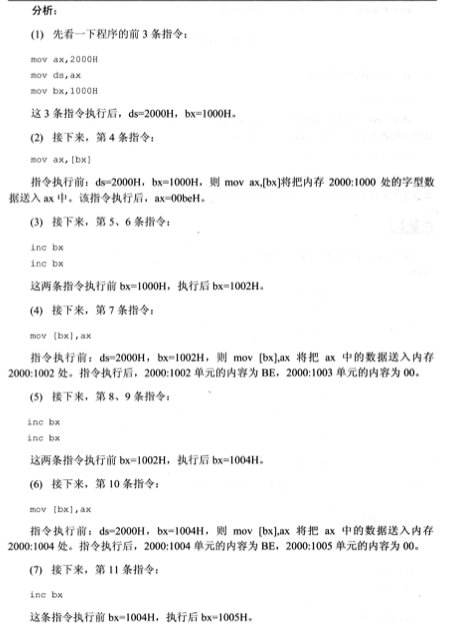 分析：
(1) 先看一下程序的前 3 条指令：
mov ax,2000H
mov ds,ax
mov bx,1000H
这 3 条指令执行后，ds=2000H，bx=1000H。
(2) 接下来，第 4 条指令：
mov ax,[bx]
指令执行前：ds=2000H，bx=1000H，则 mov ax,[bx]将把内存 2000:1000 处的字型数
据送入 ax 中。该指令执行后，ax=00beH。
(3) 接下来，第 5、6 条指令：
inc bx
inc bx
这两条指令执行前 bx=1000H，执行后 bx=1002H。
(4) 接下来，第 7 条指令：
mov [bx],ax
指令执行前：ds=2000H，bx=1002H，则 mov [bx],ax 将把 ax 中的数据送入内存
2000:1002 处。指令执行后，2000:1002 单元的内容为 BE，2000:1003 单元的内容为 00。
(5) 接下来，第 8、9 条指令：
inc bx
inc bx
这两条指令执行前 bx=1002H，执行后 bx=1004H。
(6) 接下来，第 10 条指令：
mov [bx],ax
指令执行前：ds=2000H，bx=1004H，则 mov [bx],ax 将把 ax 中的数据送入内存
2000:1004 处。指令执行后，2000:1004 单元的内容为 BE，2000:1005 单元的内容为 00。
(7) 接下来，第 11 条指令：
inc bx
这条指令执行前 bx=1004H，执行后 bx=1005H。